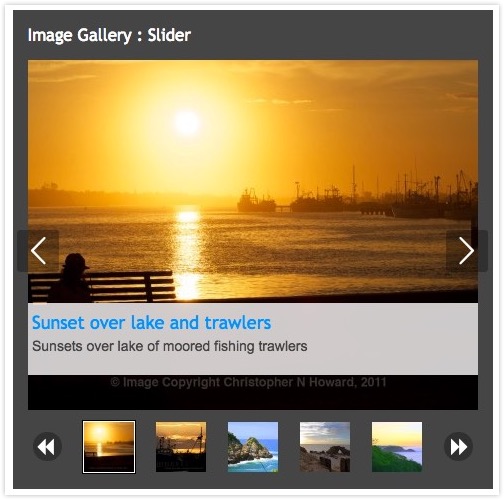 Image Gallery : Slider
Sunset over lake and trawlers
Sunsets over lake of moored fishing trawlers
© Image Copyright Christopher N Howard, 2011